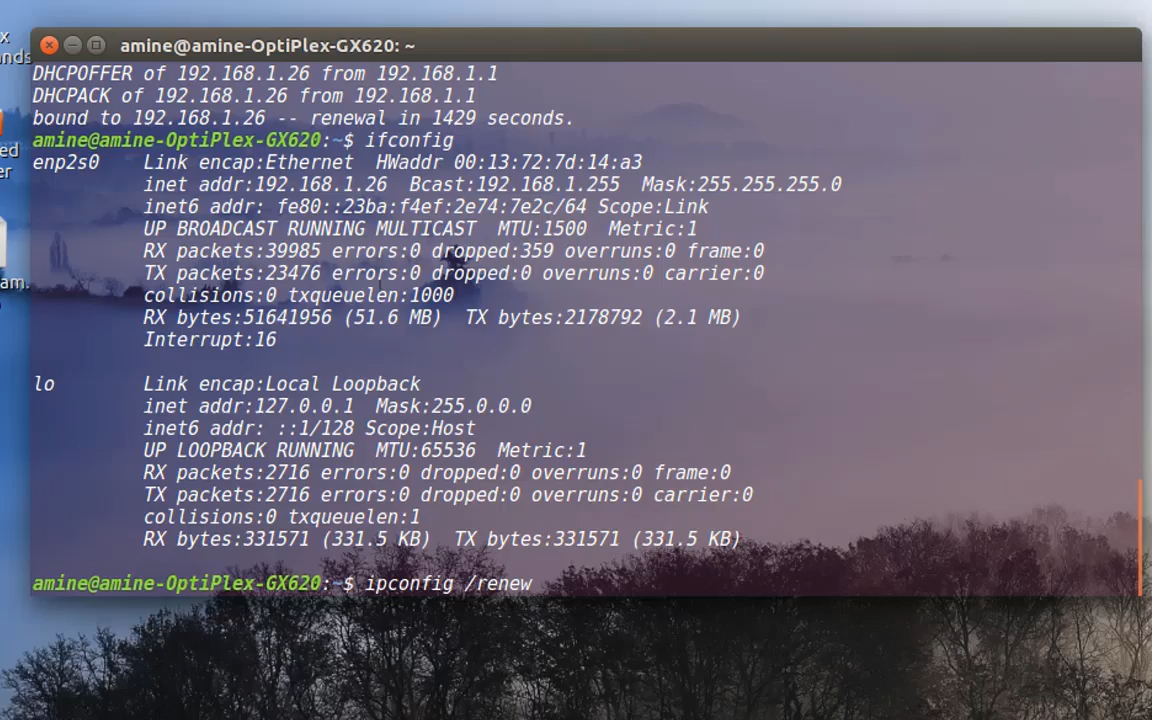 x
ands
ed
er
am.
amine@amine-OptiPlex-GX620: ~
DHCPOFFER of 192.168.1.26 from 192.168.1.1
DHCPACK of 192.168.1.26 from 192.168.1.1
bound to 192.168.1.26 -- renewal in 1429 seconds.
amine@amine-OptiPlex-GX620:~$ ifconfig
enp2s0    Link encap:Ethernet  HWaddr 00:13:72:7d:14:a3
          inet addr:192.168.1.26  Bcast:192.168.1.255  Mask:255.255.255.0
          inet6 addr: fe80::23ba:f4ef:2e74:7e2c/64 Scope:Link
          UP BROADCAST RUNNING MULTICAST  MTU:1500  Metric:1
          RX packets:39985 errors:0 dropped:359 overruns:0 frame:0
          TX packets:23476 errors:0 dropped:0 overruns:0 carrier:0
          collisions:0 txqueuelen:1000
          RX bytes:51641956 (51.6 MB)  TX bytes:2178792 (2.1 MB)
          Interrupt:16
lo        Link encap:Local Loopback
          inet addr:127.0.0.1  Mask:255.0.0.0
          inet6 addr: ::1/128 Scope:Host
          UP LOOPBACK RUNNING  MTU:65536  Metric:1
          RX packets:2716 errors:0 dropped:0 overruns:0 frame:0
          TX packets:2716 errors:0 dropped:0 overruns:0 carrier:0
          collisions:0 txqueuelen:1
          RX bytes:331571 (331.5 KB)  TX bytes:331571 (331.5 KB)
amine@amine-OptiPlex-GX620:~$ ipconfig /renew